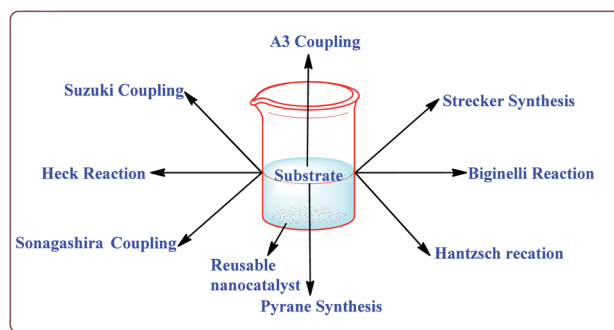 A3 Coupling
Suzuki Coupling
Strecker Synthesis
Heck Reaction
Substrate
Biginelli Reaction
Sonagashira Coupling
Hantzsch recation
Reusable
nanocatalyst
Pyrane Synthesis